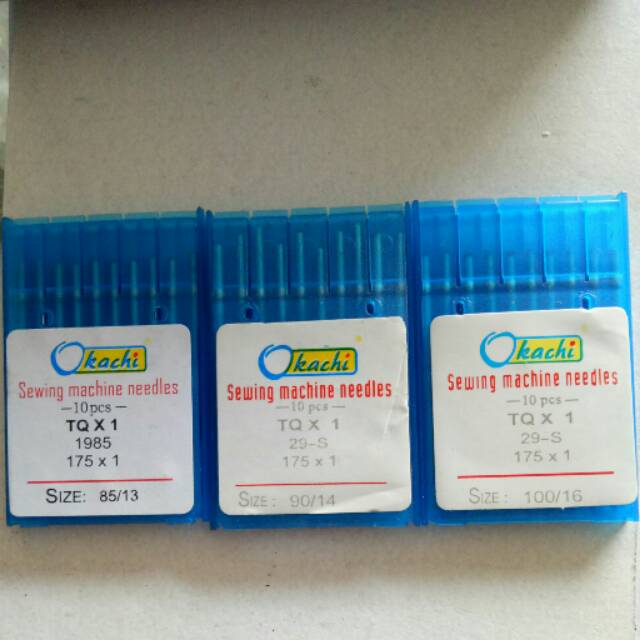 Okachi
Sewing machine needles
—10pcs—
TQ X 1
1985
175 x 1
SIZE: 85/13
Okachi
Sewing machine needles
—10 pcs—
TQ X 1
29-S
175 x 1
SIZE: 90/14
Okachi
Sewing machine needles
—10 pcs—
TQ X 1
29-S
175 x 1
SIZE: 100/16